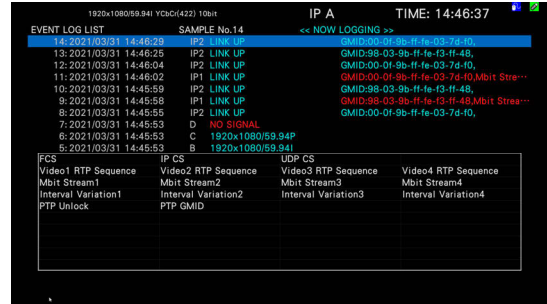 1920x1080/59.94I YCbCr(422) 10bit IP A TIME: 14:46:37
EVENT LOG LIST SAMPLE No.14 << NOW LOGGING >>
14: 2021/03/31 14:46:29 IP2 LINK UP GMID:00-0f-9b-ff-fe-03-7d-f0,
13: 2021/03/31 14:46:25 IP2 LINK UP GMID:98-03-9b-ff-fe-f3-ff-48,
12: 2021/03/31 14:46:04 IP2 LINK UP GMID:00-0f-9b-ff-fe-03-7d-f0,
11: 2021/03/31 14:46:02 IP1 LINK UP GMID:00-0f-9b-ff-fe-03-7d-f0,Mbit Stre…
10: 2021/03/31 14:45:59 IP2 LINK UP GMID:98-03-9b-ff-fe-f3-ff-48,
9: 2021/03/31 14:45:58 IP1 LINK UP GMID:98-03-9b-ff-fe-f3-ff-48,Mbit Strea…
8: 2021/03/31 14:45:55 IP2 LINK UP GMID:00-0f-9b-ff-fe-03-7d-f0,
7: 2021/03/31 14:45:53 D NO SIGNAL
6: 2021/03/31 14:45:53 C 1920x1080/59.94P
5: 2021/03/31 14:45:53 B 1920x1080/59.94I
FCS IP CS UDP CS
Video1 RTP Sequence Video2 RTP Sequence Video3 RTP Sequence Video4 RTP Sequence
Mbit Stream1 Mbit Stream2 Mbit Stream3 Mbit Stream4
Interval Variation1 Interval Variation2 Interval Variation3 Interval Variation4
PTP Unlock PTP GMID